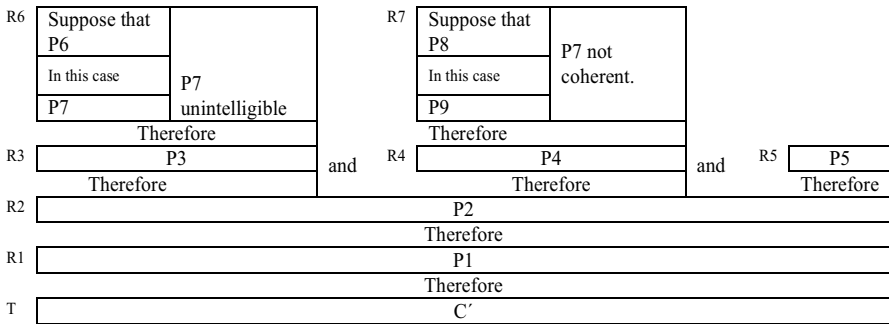 R6 Suppose that R7 Suppose that
P6 P8
P7 not
In this case In this case coherent.
P7
P7 unintelligible P9
Therefore Therefore
R3 P3 and R4 P4 and R5 P5
Therefore Therefore Therefore
R2 P2
Therefore
R1 P1
Therefore
T C´